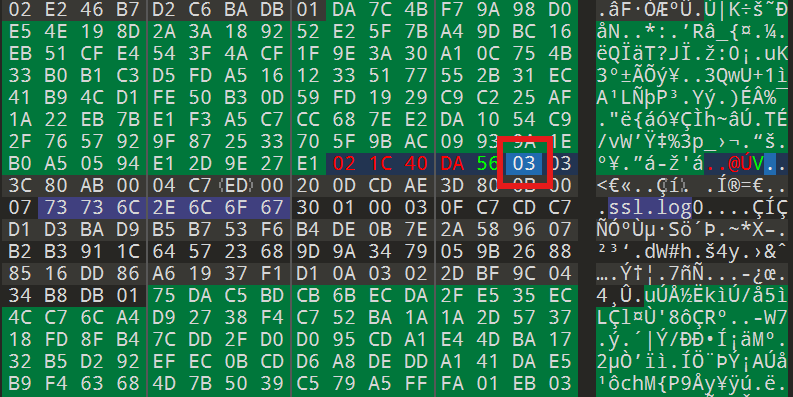 02 E2 46 B7 D2 C6 BA DB 01 DA 7C 4B F7 9A 98 D0 .âF·ÒÆºÛ.Ú|K÷š˜Ð
E5 4E 19 8D 2A 3A 18 92 52 E2 5F 7B A4 9D BC 16 åN..*:.’Râ_{¤.¼.
EB 51 CF E4 54 3F 4A CF 1F 9E 3A 30 A1 0C 75 4B ëQÏäT?JÏ.ž:0¡.uK
33 B0 B1 C3 D5 FD A5 16 12 33 51 77 55 2B 31 EC 3°±ÃÕý¥..3QwU+1ì
41 B9 4C D1 FE 50 B3 0D 59 FD 19 29 C9 C2 25 AF A¹LÑþP³.Yý.)ÉÂ%¯
1A 22 EB 7B E1 F3 A5 C7 CC 68 7E E2 DA 10 54 C9 ."ë{áó¥ÇÌh~âÚ.TÉ
2F 76 57 92 9F 87 25 33 70 5F 9B AC 09 93 9A 1E /vW’Ÿ‡%3p_›¬.“š.
B0 A5 05 94 E1 2D 9E 27 E1 02 1C 40 DA 56 03 03 °¥.”á-ž'á..@ÚV..
3C 80 AB 00 04 C7 (ED) 00 20 0D CD AE 3D 80 0B 00 <€«..Çí. .Í®=€..
07 73 73 6C 2E 6C 6F 67 30 01 00 03 0F C7 CD C7 .ssl.log0....ÇÍÇ
D1 D3 BA D9 B5 B7 53 F6 B4 DE 0B 7E 2A 58 96 07 ÑÓºÙµ·Sö´Þ.~*X–.
B2 B3 91 1C 64 57 23 68 9D 9A 34 79 05 9B 26 88 ²³‘.dW#h.š4y.›&ˆ
85 16 DD 86 A6 19 37 F1 D1 0A 03 02 2D BF 9C 04 ….Ý†¦.7ñÑ...-¿œ.
34 B8 DB 01 75 DA C5 BD CB 6B EC DA 2F E5 35 EC 4¸Û.uÚÅ½ËkìÚ/å5ì
4C C7 6C A4 D9 27 38 F4 C7 52 BA 1A 1A 2D 57 37 LÇl¤Ù'8ôÇRº..-W7
18 FD 8F B4 7C DD 2F D0 D0 95 CD A1 E4 4D BA 17 .ý.´|Ý/ÐÐ•Í¡äMº.
32 B5 D2 92 EF EC 0B CD D6 A8 DE DD A1 41 DA E5 2µÒ’ïì.ÍÖ¨ÞÝ¡AÚå
B9 F4 63 68 4D 7B 50 39 C5 79 A5 FF FA 01 EB 03 ¹ôchM{P9Åy¥ÿú.ë.